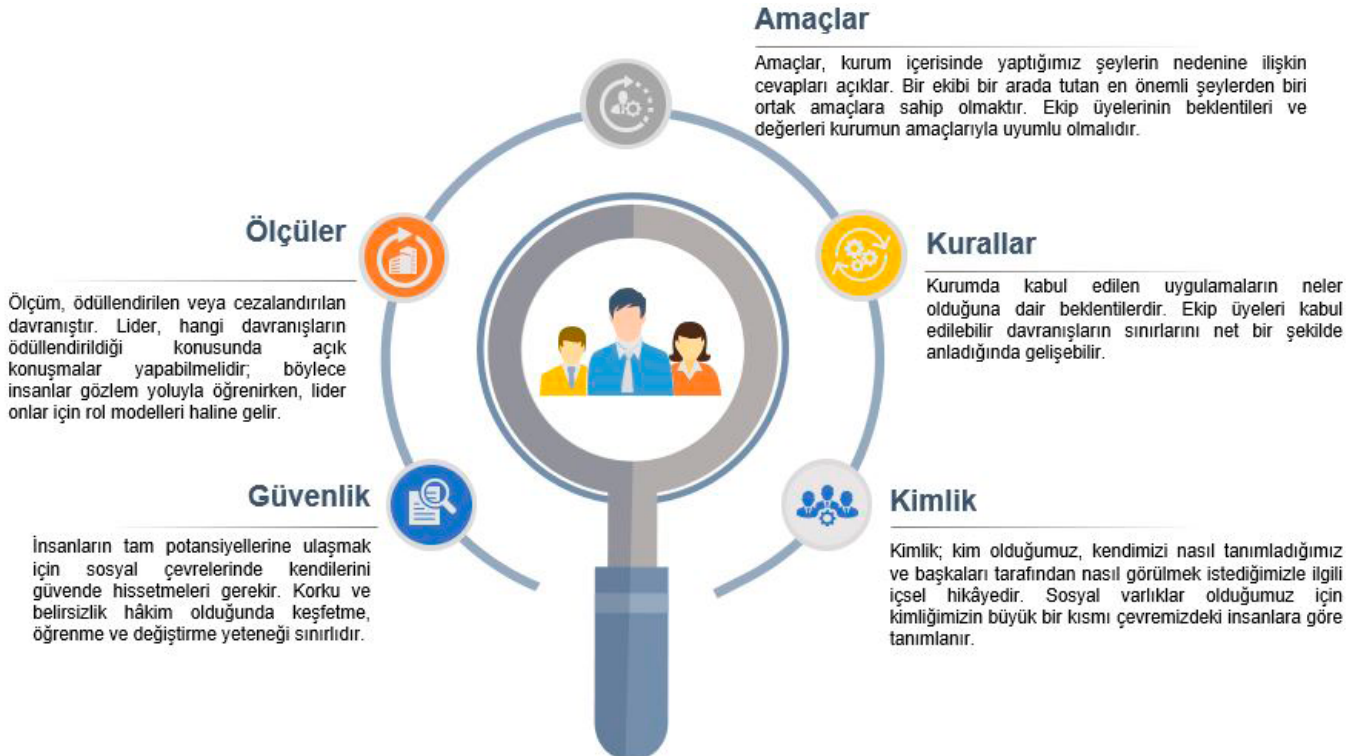 Amaçlar
Amaçlar, kurum içerisinde yaptığımız şeylerin nedenine ilişkin
cevapları açıklar. Bir ekibi bir arada tutan en önemli şeylerden biri
ortak amaçlara sahip olmaktır. Ekip üyelerinin beklentileri ve
değerleri kurumun amaçlarıyla uyumlu olmalıdır.
Ölçüler
Ölçüm, ödüllendirilen veya cezalandırılan
davranıştır. Lider, hangi davranışların
ödüllendirildiği konusunda açık
konuşmalar yapabilmelidir; böylece
insanlar gözlem yoluyla öğrenirken, lider
onlar için rol modelleri haline gelir.
Kurallar
Kurumda kabul edilen uygulamaların neler
olduğuna dair beklentilerdir. Ekip üyeleri kabul
edilebilir davranışların sınırlarını net bir şekilde
anladığında gelişebilir.
Güvenlik
İnsanların tam potansiyellerine ulaşmak
için sosyal çevrelerinde kendilerini
güvende hissetmeleri gerekir. Korku ve
belirsizlik hâkim olduğunda keşfetme,
öğrenme ve değiştirme yeteneği sınırlıdır.
Kimlik
Kimlik; kim olduğumuz, kendimizi nasıl tanımladığımız
ve başkaları tarafından nasıl görülmek istediğimizle ilgili
içsel hikâyedir. Sosyal varlıklar olduğumuz için
kimliğimizin büyük bir kısmı çevremizdeki insanlara göre
tanımlanır.